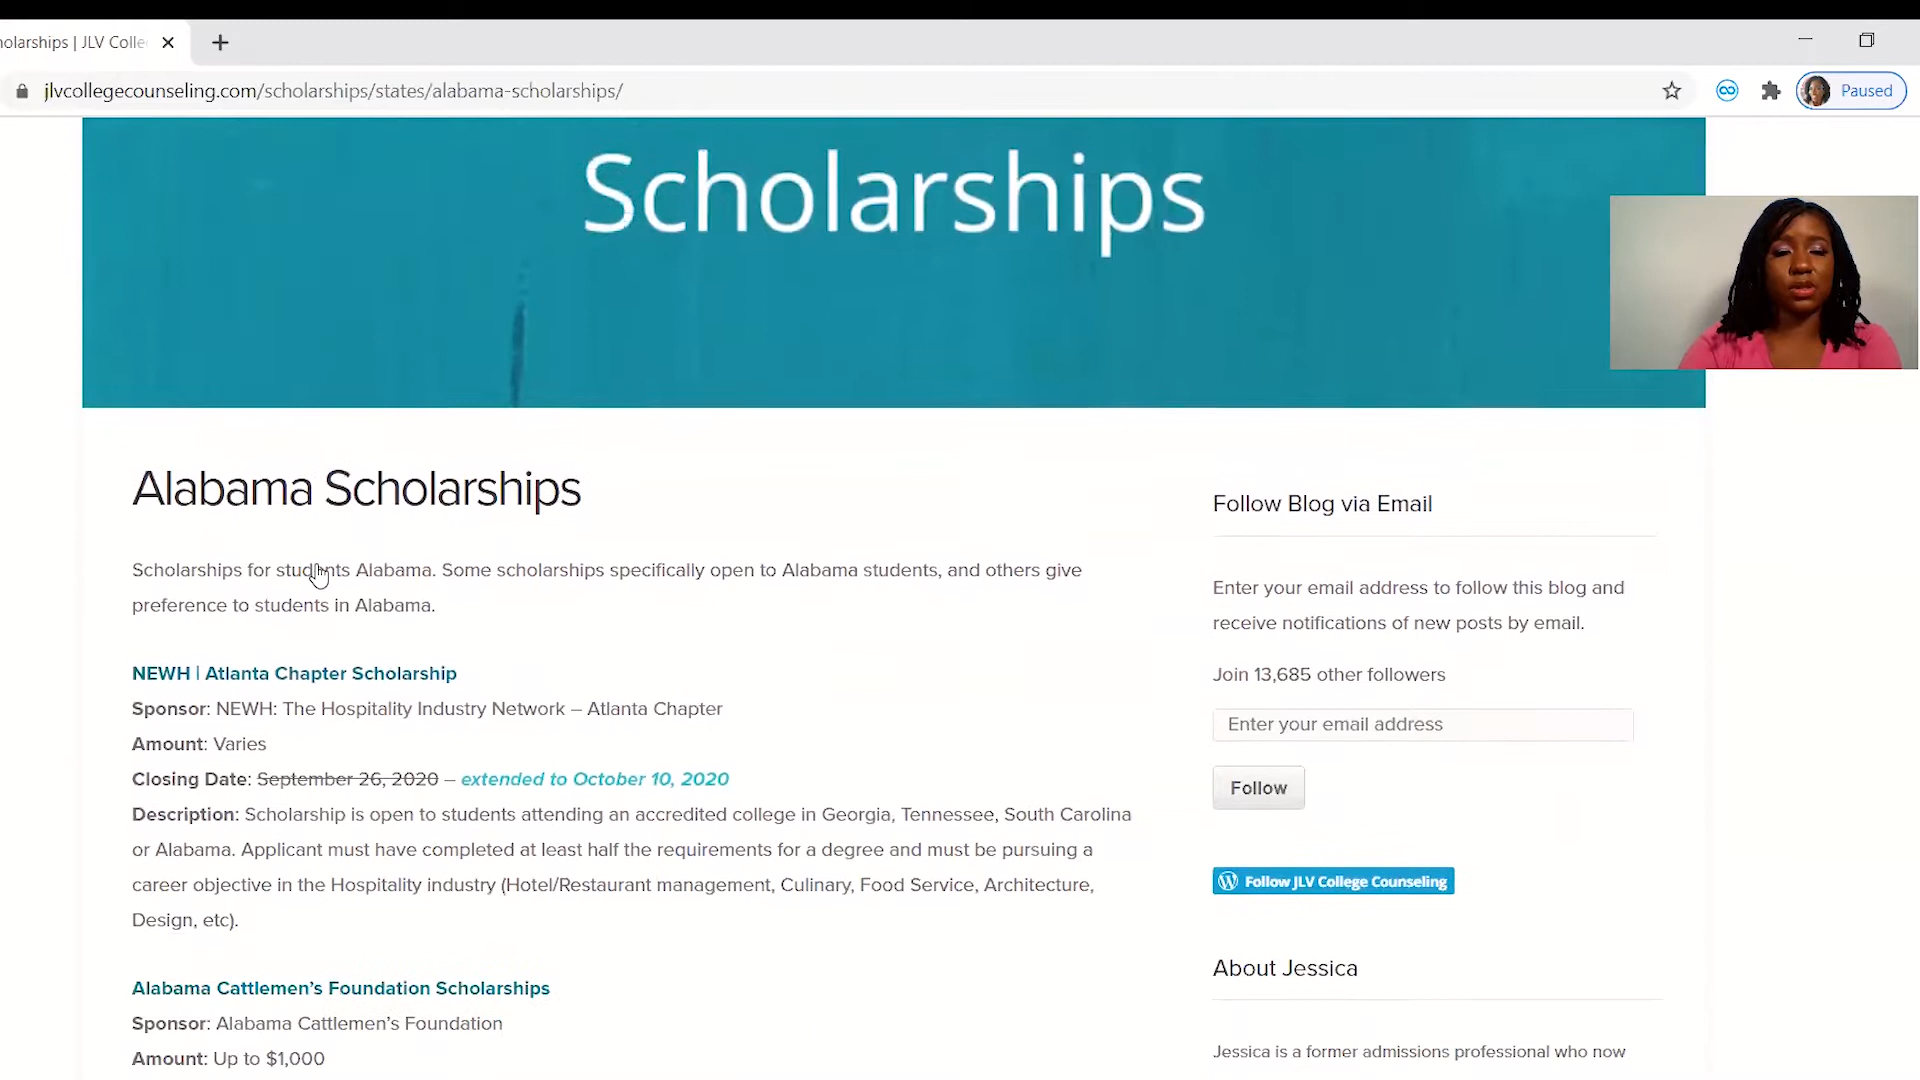 olarships | JLV Colle
jlvcollegecounseling.com/scholarships/states/alabama-scholarships/
Paused
Scholarships
Alabama Scholarships
Scholarships for students Alabama. Some scholarships specifically open to Alabama students, and others give
preference to students in Alabama.
NEWH | Atlanta Chapter Scholarship
Sponsor: NEWH: The Hospitality Industry Network – Atlanta Chapter
Amount: Varies
Closing Date: September 26, 2020 – extended to October 10, 2020
Description: Scholarship is open to students attending an accredited college in Georgia, Tennessee, South Carolina
or Alabama. Applicant must have completed at least half the requirements for a degree and must be pursuing a
career objective in the Hospitality industry (Hotel/Restaurant management, Culinary, Food Service, Architecture,
Design, etc).
Alabama Cattlemen’s Foundation Scholarships
Sponsor: Alabama Cattlemen’s Foundation
Amount: Up to $1,000
Follow Blog via Email
Enter your email address to follow this blog and
receive notifications of new posts by email.
Join 13,685 other followers
Enter your email address
Follow
Follow JLV College Counseling
About Jessica
Jessica is a former admissions professional who now